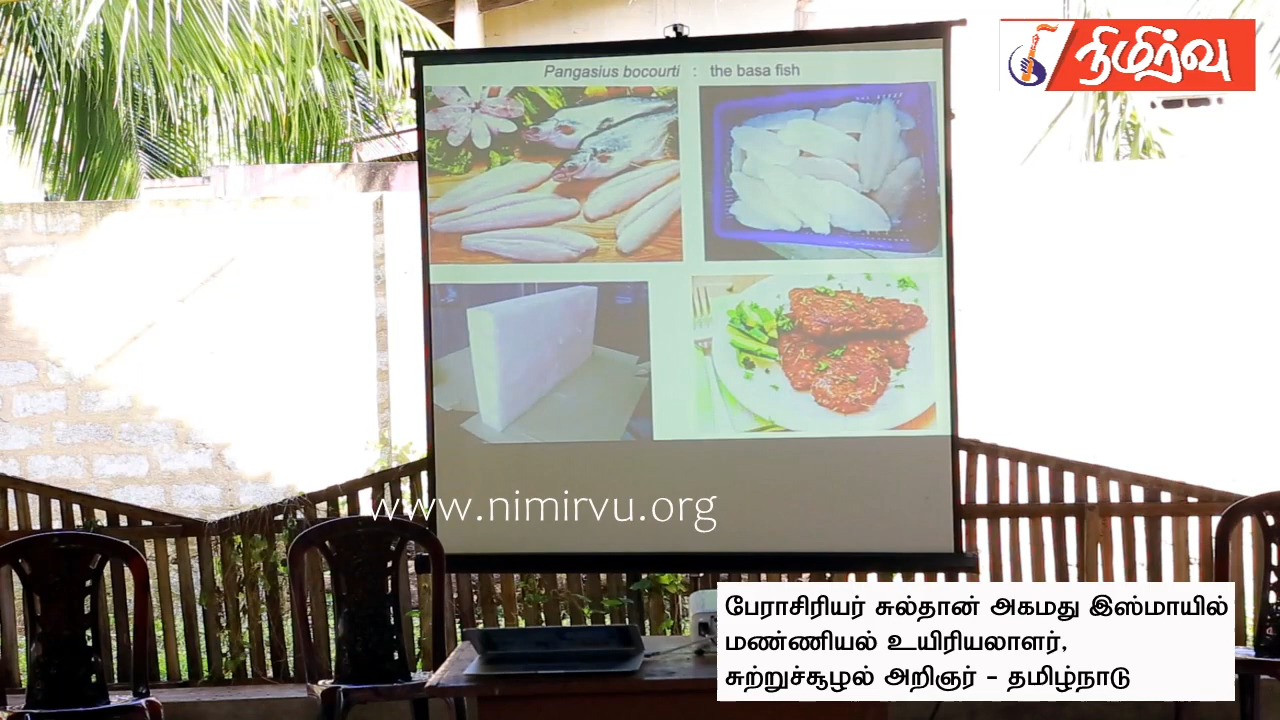 நிமிர்வு
Pangasius bocourti : the basa fish
www.nimirvu.org
பேராசிரியர் சுல்தான் அகமது இஸ்மாயில்
மண்ணியல் உயிரியலாளர்,
சுற்றுச்சூழல் அறிஞர் - தமிழ்நாடு